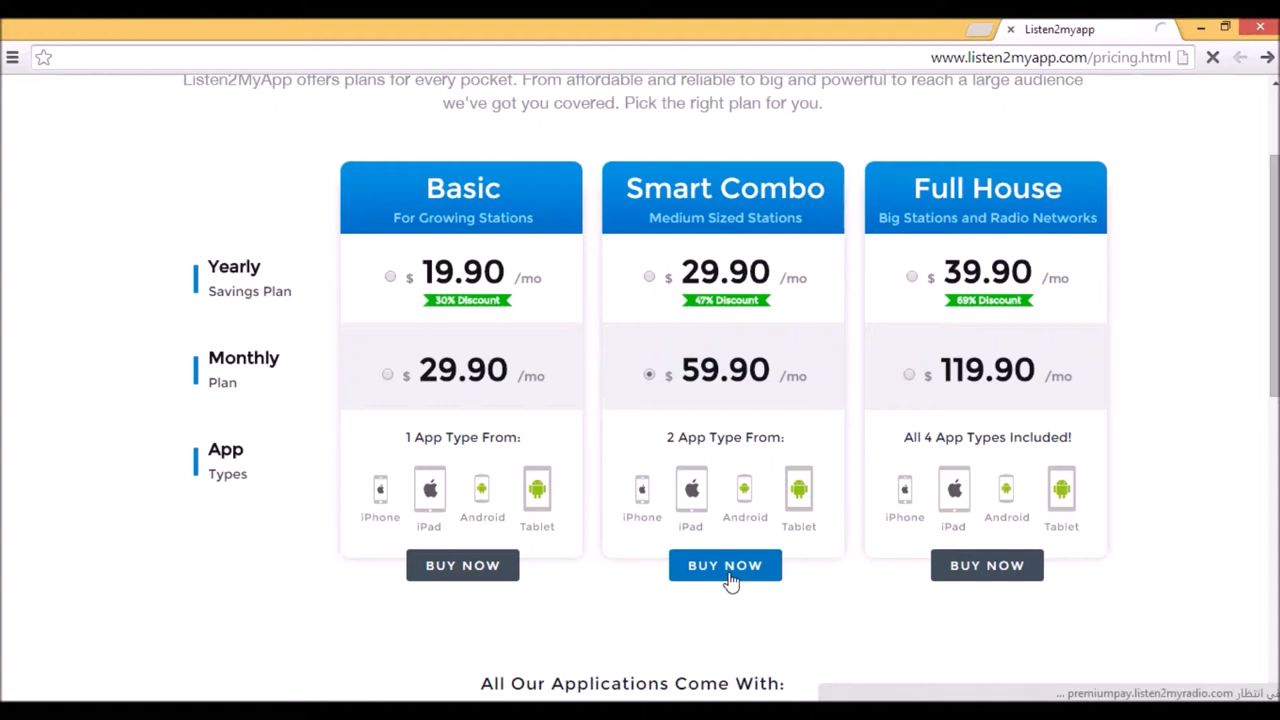 Listen2myapp
www.listen2myapp.com/pricing.html
Listen2MyApp offers plans for every pocket. From affordable and reliable to big and powerful to reach a large audience
we've got you covered. Pick the right plan for you.
Basic
For Growing Stations
Smart Combo
Medium Sized Stations
Full House
Big Stations and Radio Networks
Yearly
Savings Plan
$ 19.90 /mo
30% Discount
$ 29.90 /mo
47% Discount
$ 39.90 /mo
69% Discount
Monthly
Plan
$ 29.90 /mo
$ 59.90 /mo
$ 119.90 /mo
App
Types
1 App Type From:
iPhone iPad Android Tablet
2 App Type From:
iPhone iPad Android Tablet
All 4 App Types Included!
iPhone iPad Android Tablet
BUY NOW
BUY NOW
BUY NOW
All Our Applications Come With:
في انتظار premiumpay.listen2myradio.com ...